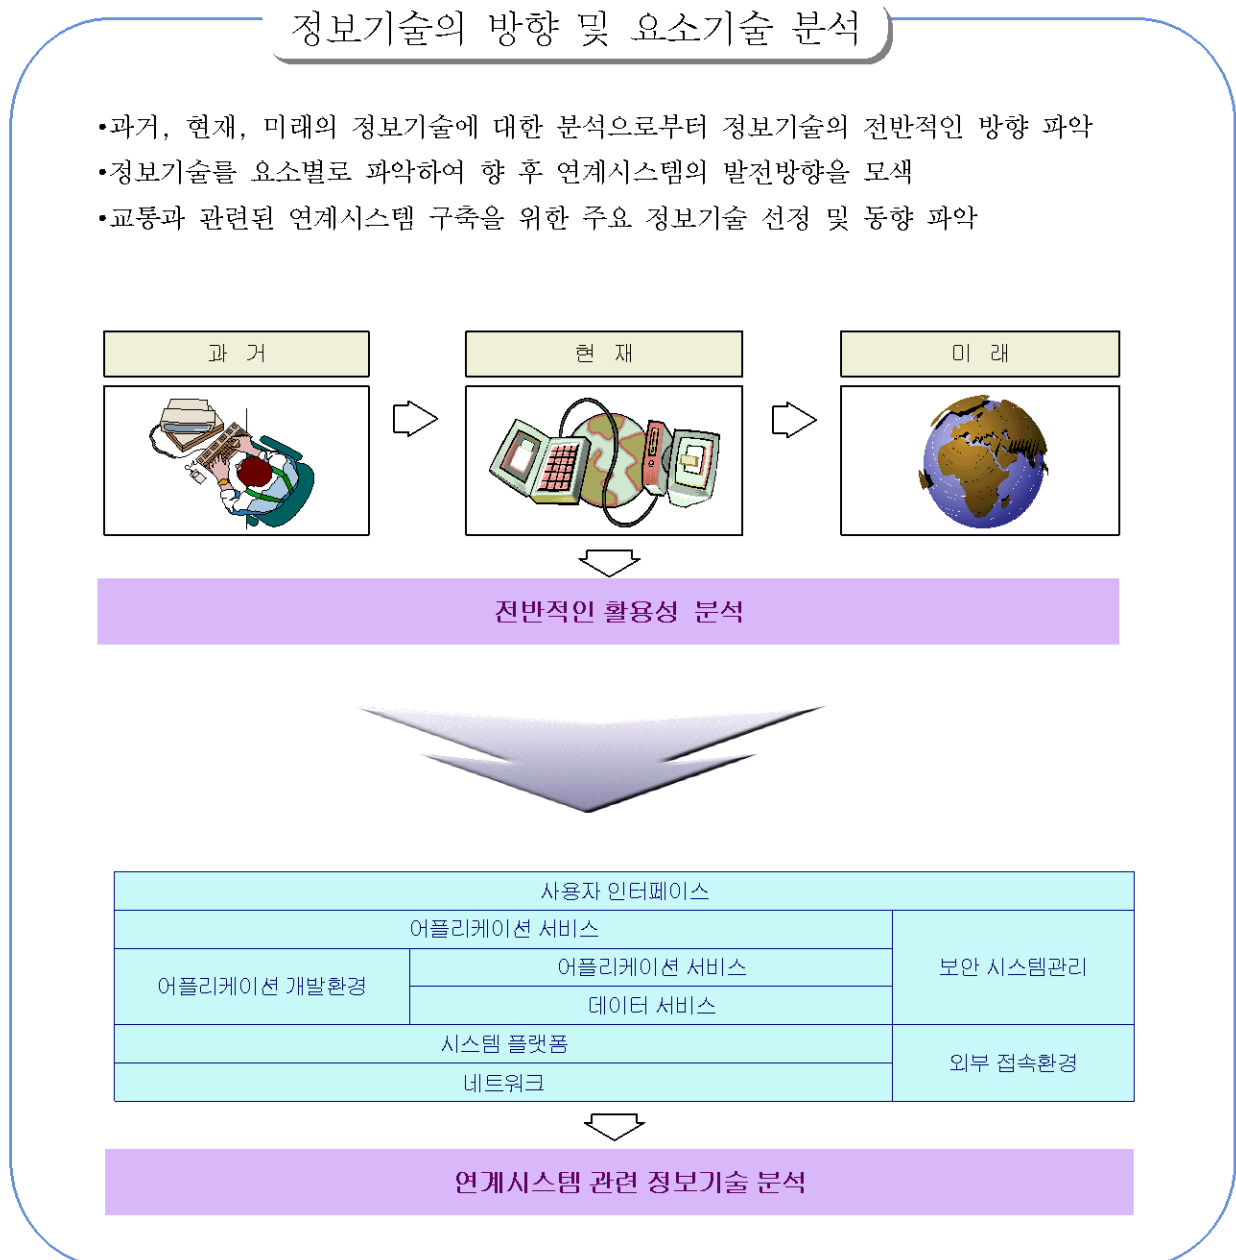 정보기술의 방향 및 요소기술 분석
•과거, 현재, 미래의 정보기술에 대한 분석으로부터 정보기술의 전반적인 방향 파악
•정보기술를 요소별로 파악하여 향 후 연계시스템의 발전방향을 모색
•교통과 관련된 연계시스템 구축을 위한 주요 정보기술 선정 및 동향 파악
과 거
현 재
미 래
전반적인 활용성 분석
사용자 인터페이스
어플리케이션 서비스
어플리케이션 개발환경
어플리케이션 서비스
데이터 서비스
보안 시스템관리
시스템 플랫폼
네트워크
외부 접속환경
연계시스템 관련 정보기술 분석